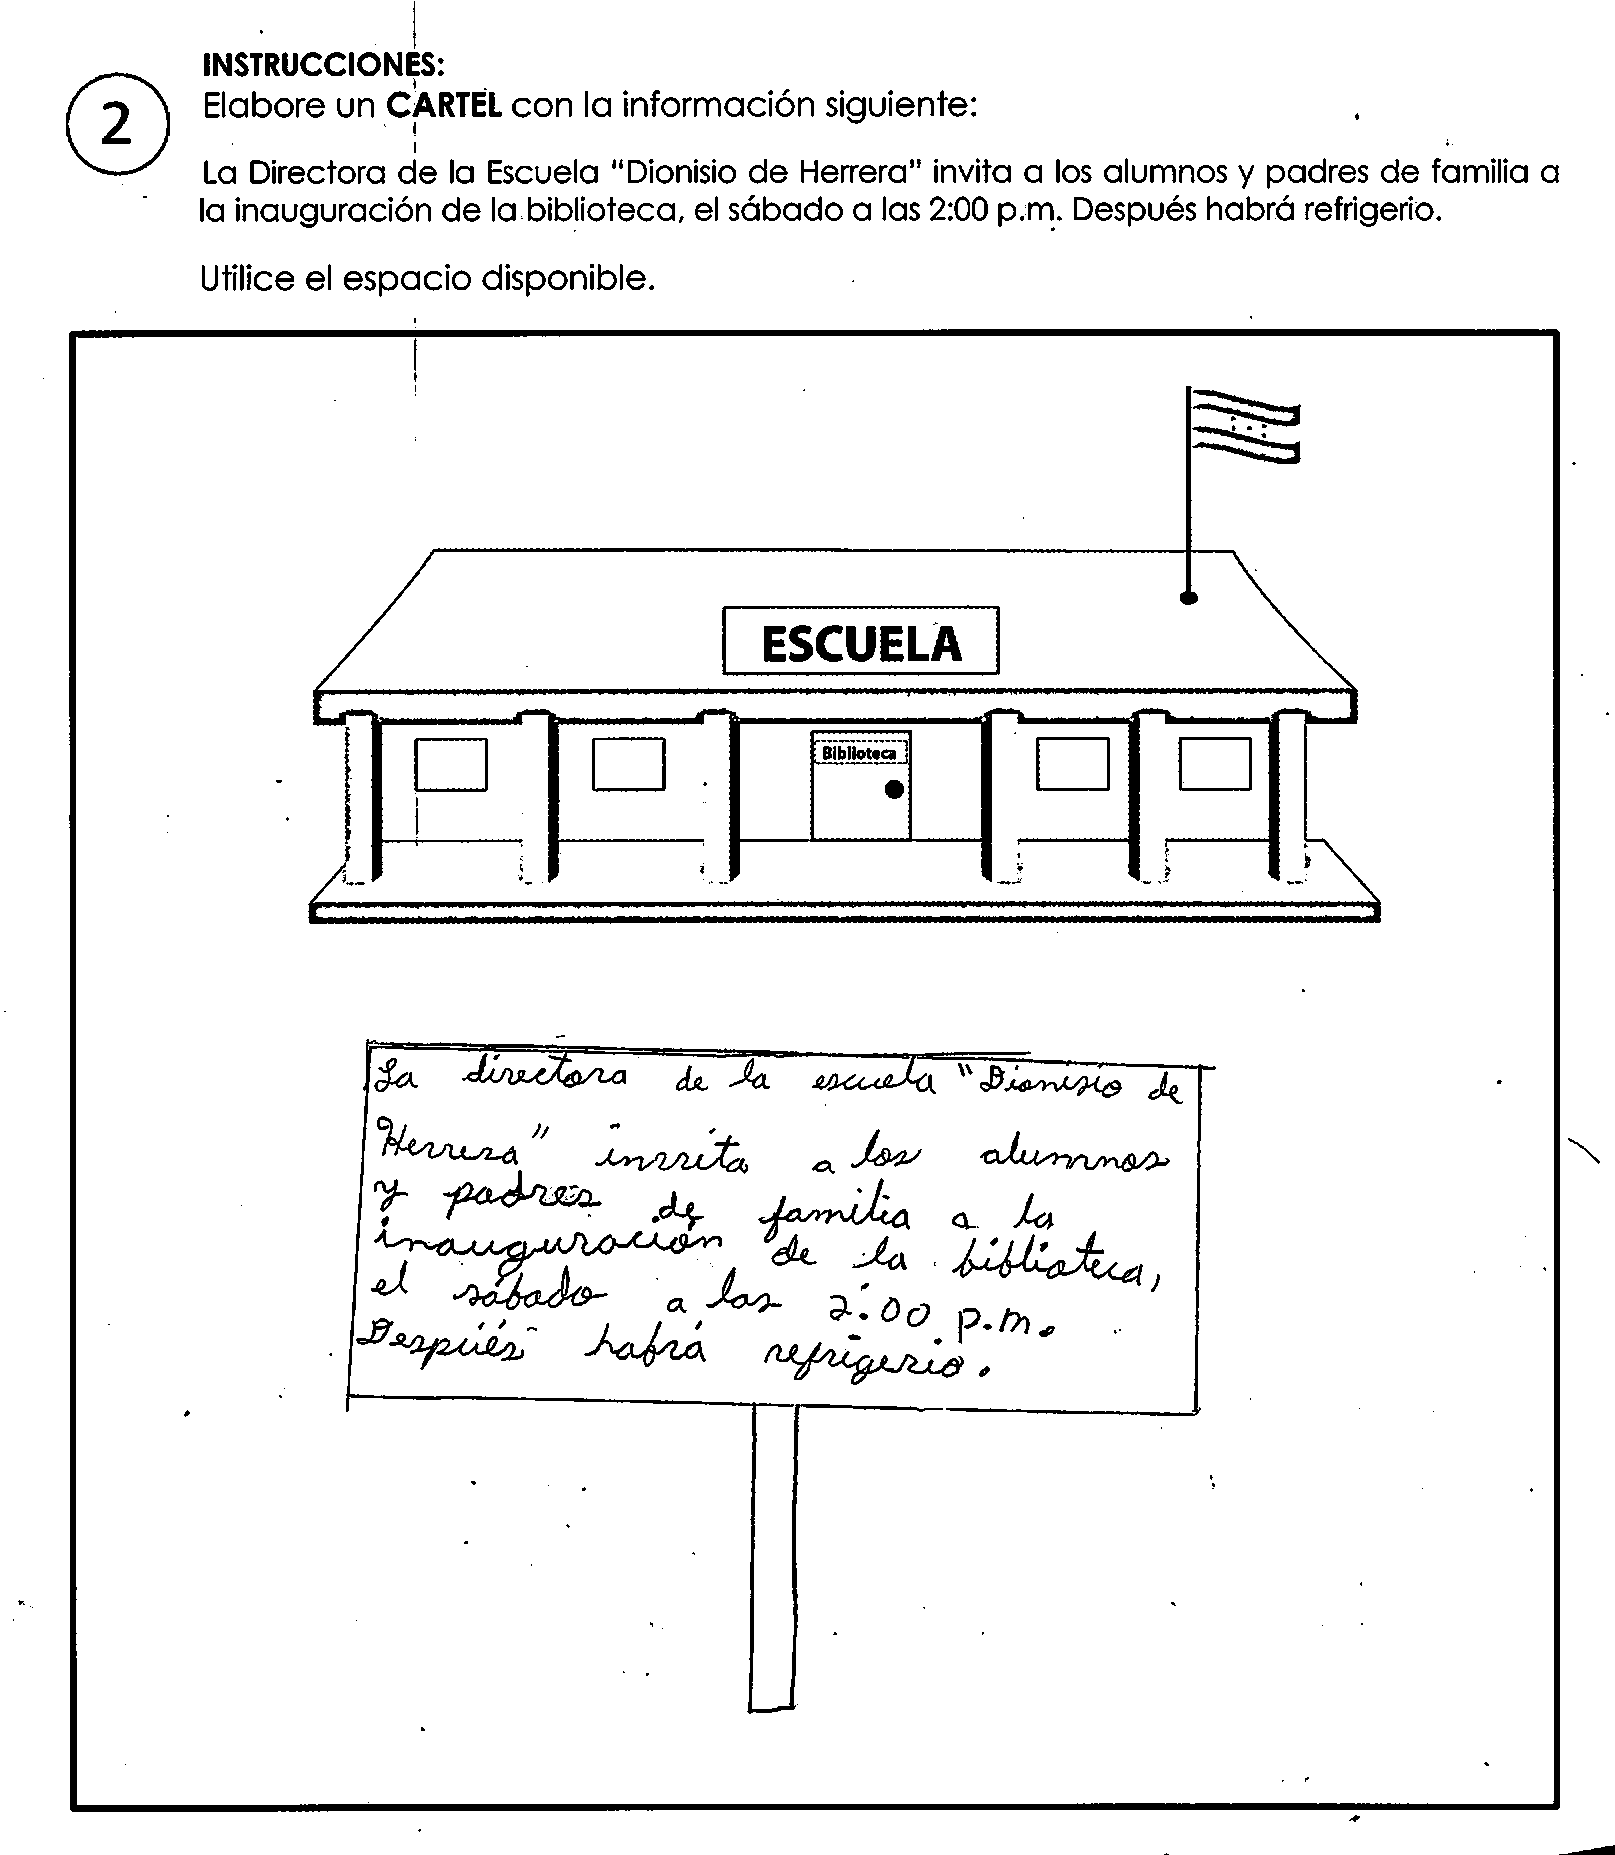 INSTRUCCIONES:
2
Elabore un CARTEL con la información siguiente:
La Directora de la Escuela "Dionisio de Herrera" invita a los alumnos y padres de familia a
la inauguración de la biblioteca, el sábado a las 2:00 p.m. Después habrá refrigerio.
Utilice el espacio disponible.
ESCUELA
Biblioteca
La directora de la escuela "Dionisio de
Herrera" invita a los alumnos
y padres de familia a la
inauguración de la biblioteca,
el sábado a las 2:00 p.m.
Después habrá refrigerio.